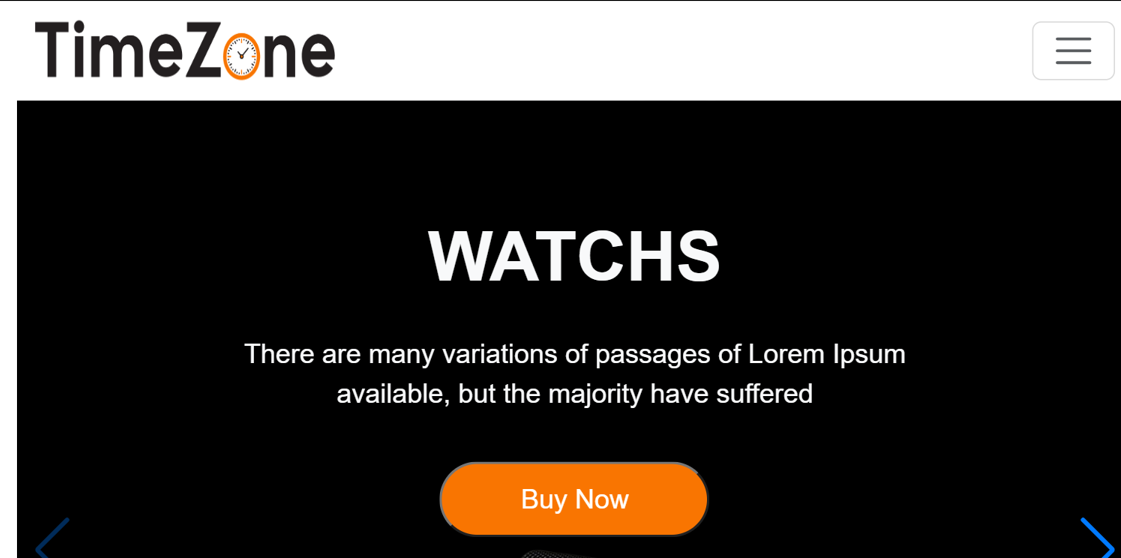 TimeZone
WATCHS
There are many variations of passages of Lorem Ipsum
available, but the majority have suffered
Buy Now